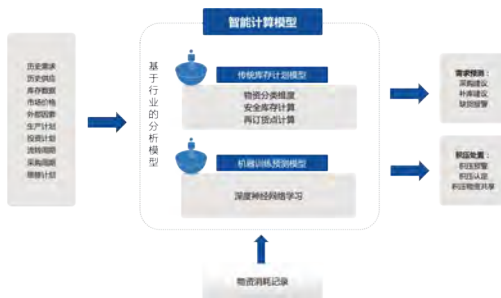 智能计算模型
历史需求
历史供应
库存数据
市场价格
外部因素
生产计划
投资计划
流转周期
采购周期
维修计划
基于行业的分析模型
传统库存计划模型
物资分类维度
安全库存计算
再订货点计算
机器训练预测模型
深度神经网络学习
需求预测：
采购建议
补库建议
缺货报警
积压处置：
积压预警
积压认定
积压物资共享
物资消耗记录